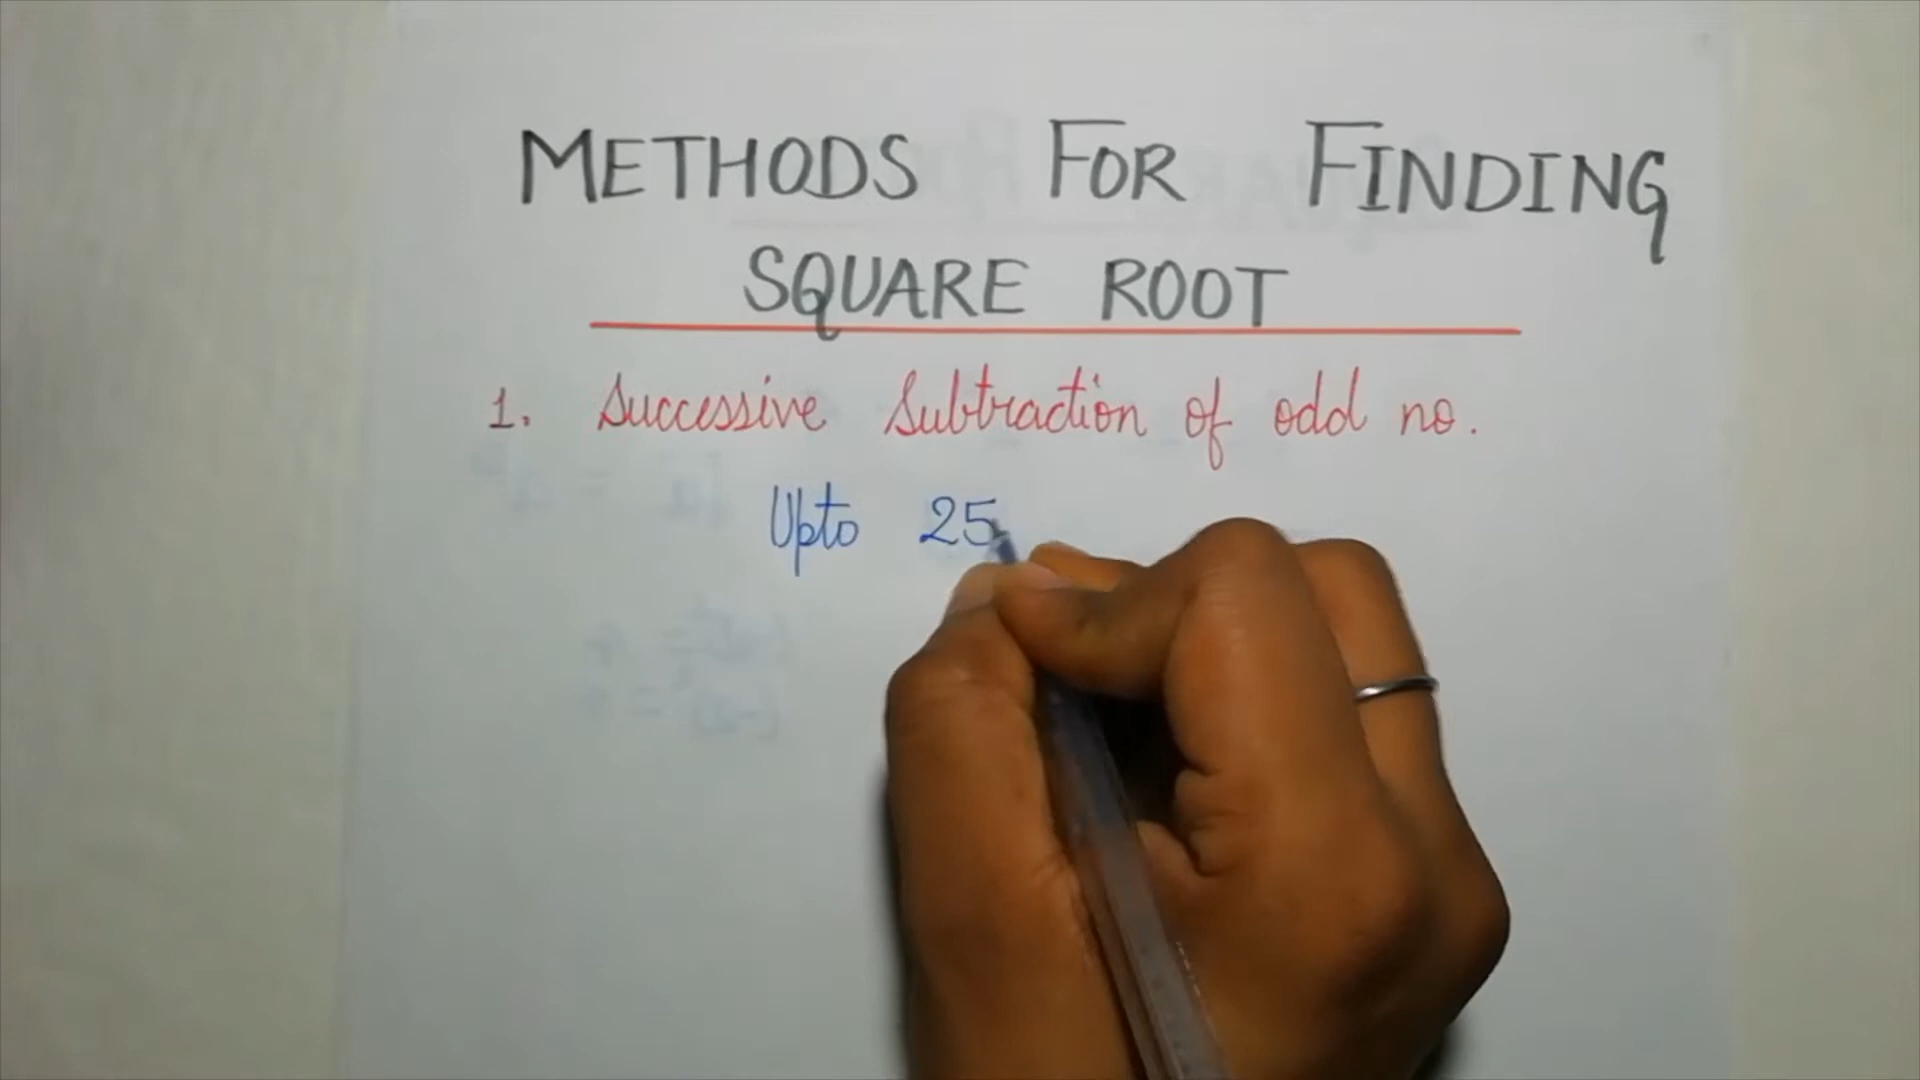 METHODS FOR FINDING
SQUARE ROOT
1. Successive Subtraction of odd no.
Upto 25